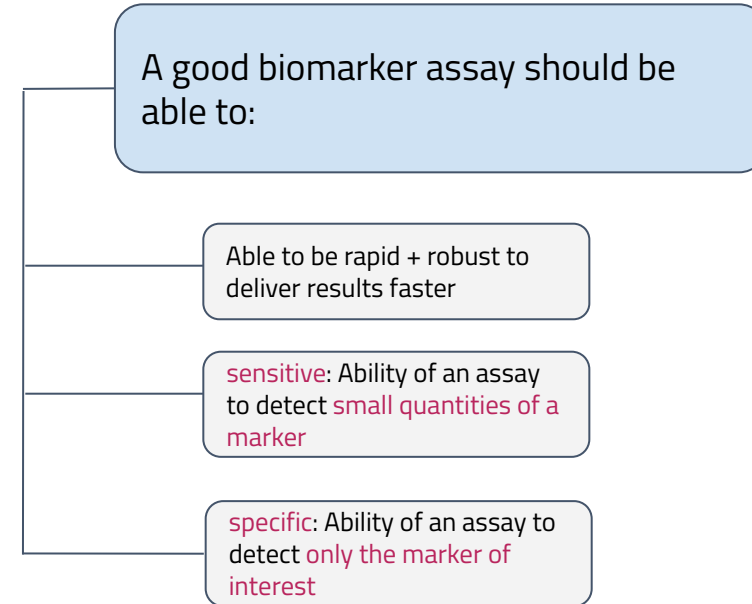 A good biomarker assay should be
able to:
Able to be rapid + robust to
deliver results faster
sensitive: Ability of an assay
to detect small quantities of a
marker
specific: Ability of an assay to
detect only the marker of
interest